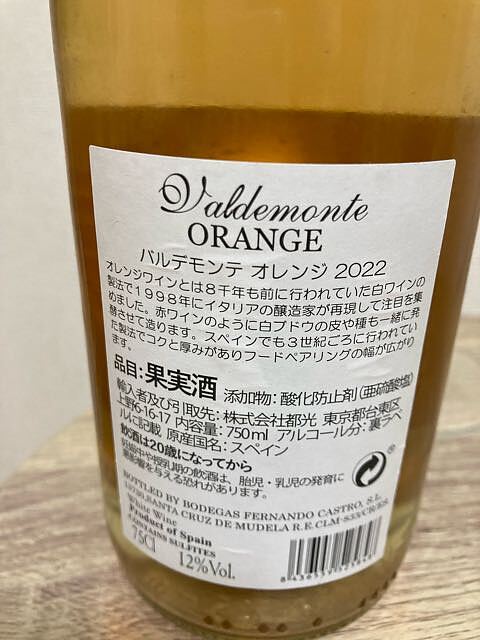 Valdemonte
ORANGE
バルデモンテ オレンジ 2022
オレンジワインとは８千年も前に行われていた白ワインの
製法で1998年にイタリアの醸造家が再現して注目を集
めました。赤ワインのように白ブドウの皮や種も一緒に発
酵させて造ります。スペインでも３世紀ごろに行われてい
た製法でコクと厚みがありフードペアリングの幅が広がり
ます。
品目:果実酒 添加物: 酸化防止剤(亜硫酸塩)
輸入者及び引取先: 株式会社都光 東京都台東区
上野6-16-17 内容量: 750ml アルコール分: 裏ラベ
ルに記載 原産国名: スペイン
飲酒は20歳になってから
妊娠中や授乳期の飲酒は、胎児・乳児の発育に
悪影響を与える恐れがあります。
BOTTLED BY BODEGAS FERNANDO CASTRO, S.L.
SANTA CRUZ DE MUDELA R.E.
White Wine
Product of Spain
CONTAINS SULFITES
75Cl 12%Vol.